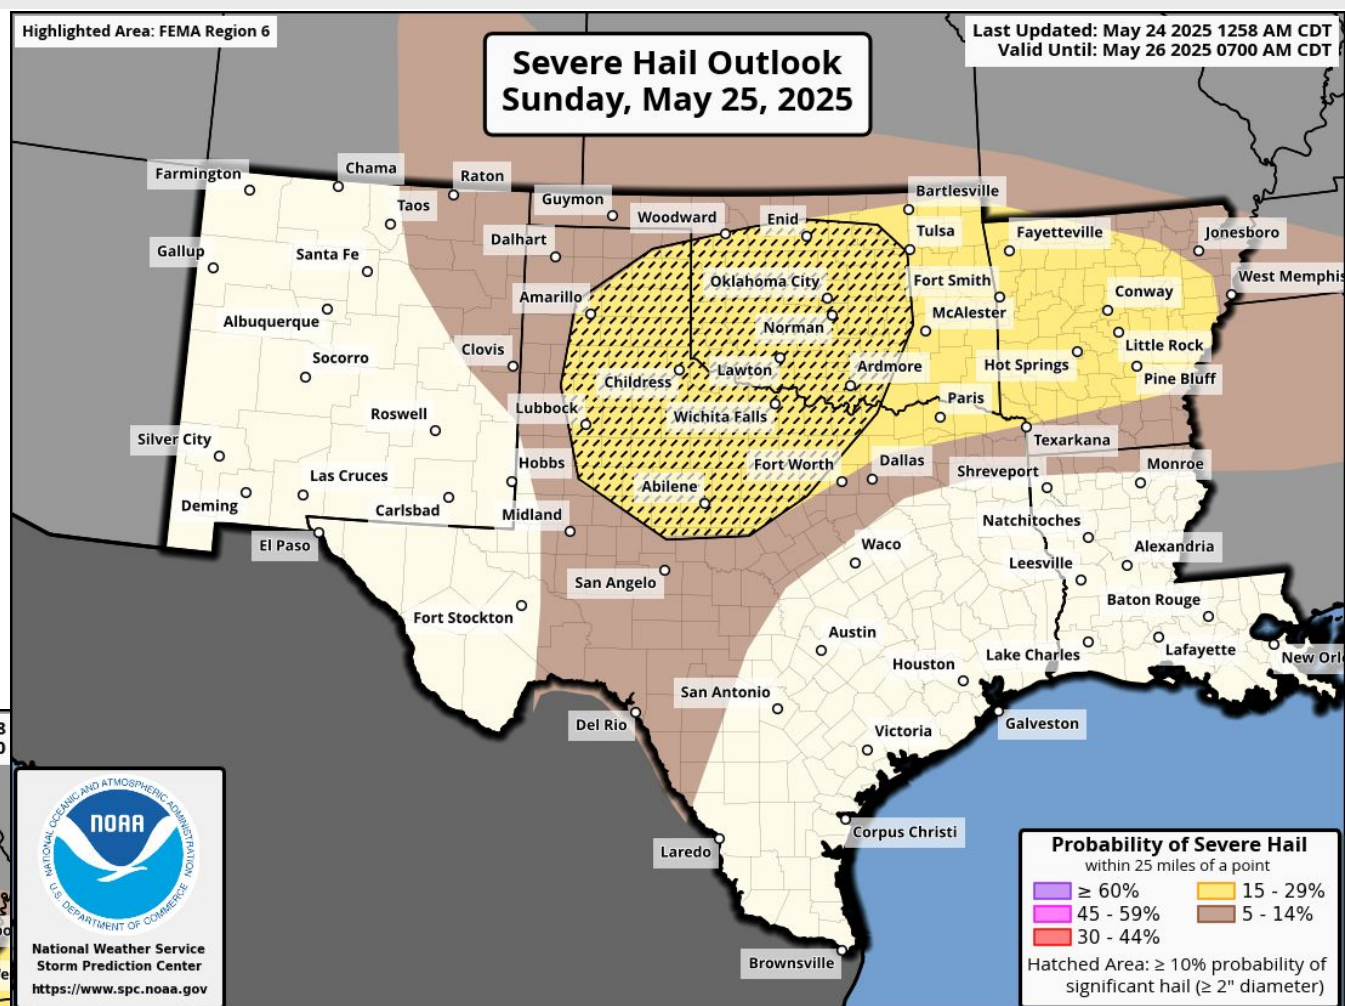 Highlighted Area: FEMA Region 6
Severe Hail Outlook
Sunday, May 25, 2025
Last Updated: May 24 2025 1258 AM CDT
Valid Until: May 26 2025 0700 AM CDT
Farmington
Chama
Raton
Taos
Guymon
Woodward
Enid
Bartlesville
Gallup
Santa Fe
Dalhart
Tulsa
Fayetteville
Jonesboro
Amarillo
Oklahoma City
Fort Smith
Conway
West Memphis
Albuquerque
Norman
McAlester
Socorro
Clovis
Childress
Lawton
Ardmore
Hot Springs
Little Rock
Pine Bluff
Roswell
Lubbock
Wichita Falls
Paris
Silver City
Las Cruces
Hobbs
Fort Worth
Dallas
Texarkana
Shreveport
Monroe
Deming
Carlsbad
Midland
Abilene
Natchitoches
El Paso
San Angelo
Waco
Leesville
Alexandria
Fort Stockton
Baton Rouge
Austin
Houston
Lake Charles
Lafayette
New Orl
San Antonio
Del Rio
Victoria
Galveston
Laredo
Corpus Christi
Brownsville
8
0
NATIONAL OCEANIC AND ATMOSPHERIC ADMINISTRATION
NOAA
U.S. DEPARTMENT OF COMMERCE
National Weather Service
Storm Prediction Center
https://www.spc.noaa.gov
Probability of Severe Hail
within 25 miles of a point
≥ 60% 15 - 29%
45 - 59% 5 - 14%
30 - 44%
Hatched Area: ≥ 10% probability of
significant hail (≥ 2" diameter)